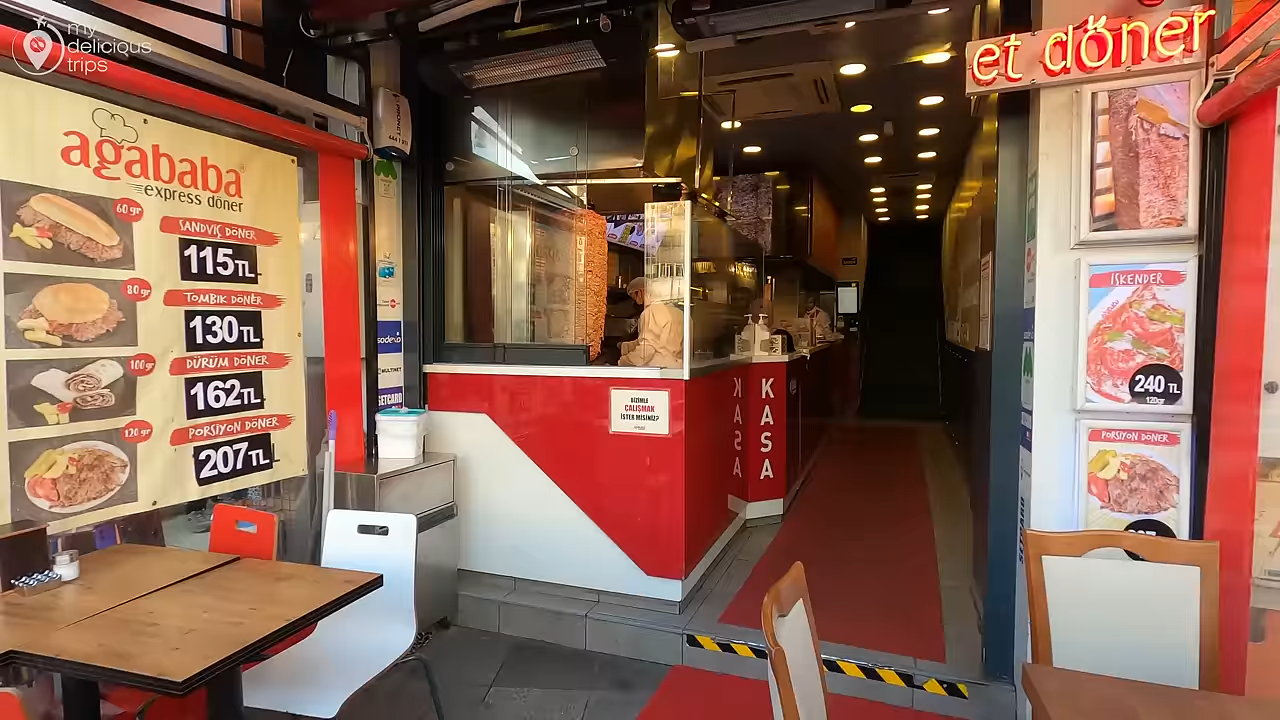 my
delicious
trips
ağababa
express döner
60 gr
SANDVİÇ DÖNER
115TL
80 gr
TOMBİK DÖNER
130TL
100 gr
DÜRÜM DÖNER
162TL
120 gr
PORSİYON DÖNER
207TL
sodexo
MULTINET
SETCARD
BİZİMLE
ÇALIŞMAK
İSTER MİSİNİZ?
KASA
KASA
et döner
İSKENDER
240 TL
120gr
PORSİYON DÖNER
SETCARD